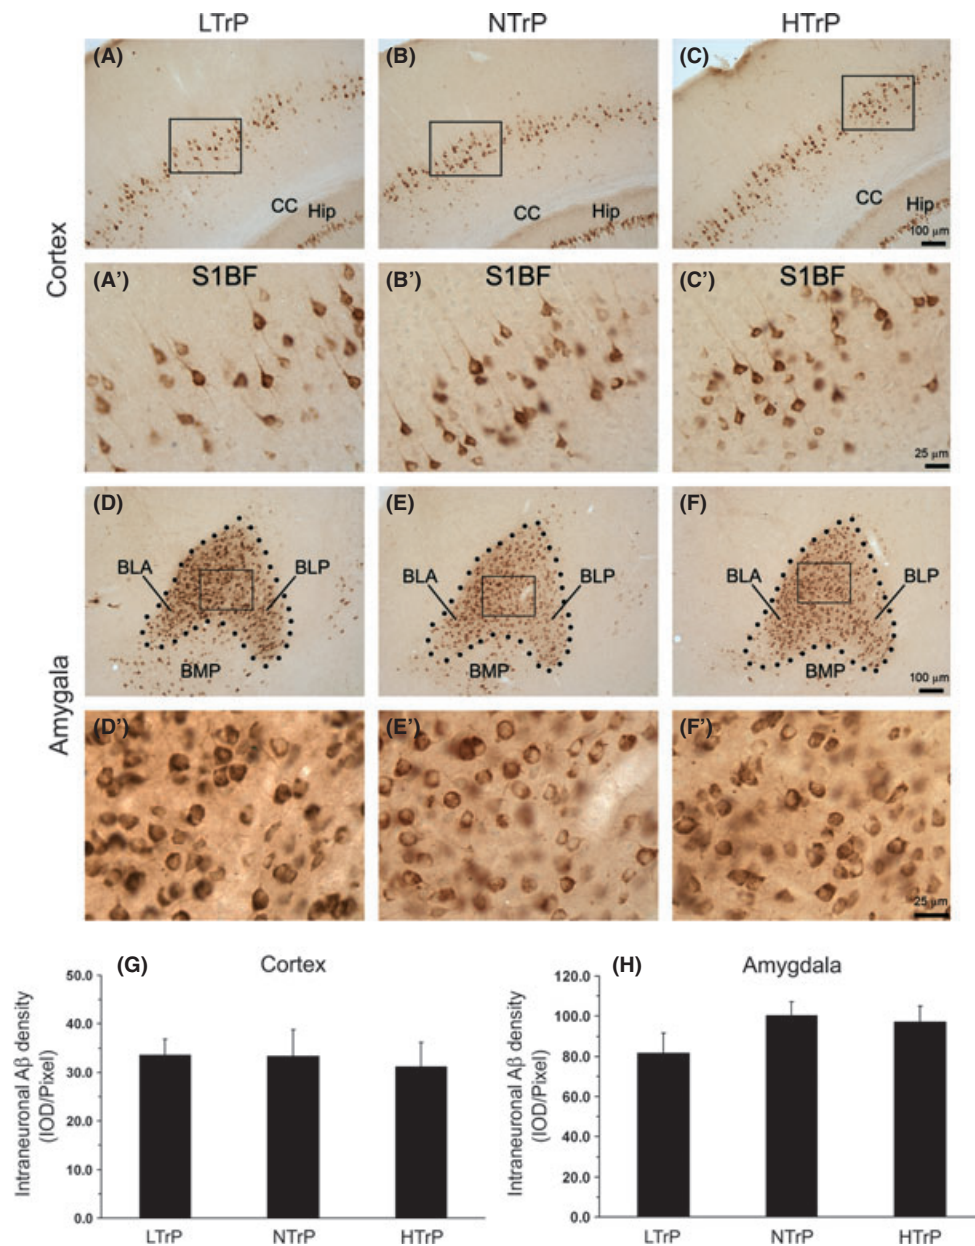 LTrP NTrP HTrP
Cortex
(A) (B) (C)
CC Hip CC Hip CC Hip
100 µm
(A') S1BF (B') S1BF (C') S1BF
25 µm
Amygala
(D) (E) (F)
BLA BLP BLA BLP BLA BLP
BMP BMP BMP
100 µm
(D') (E') (F')
25 µm
(G) Cortex
Intraneuronal Aβ density
(IOD/Pixel)
50.0
40.0
30.0
20.0
10.0
0.0
LTrP NTrP HTrP
(H) Amygdala
Intraneuronal Aβ density
(IOD/Pixel)
120.0
100.0
80.0
60.0
40.0
20.0
0.0
LTrP NTrP HTrP